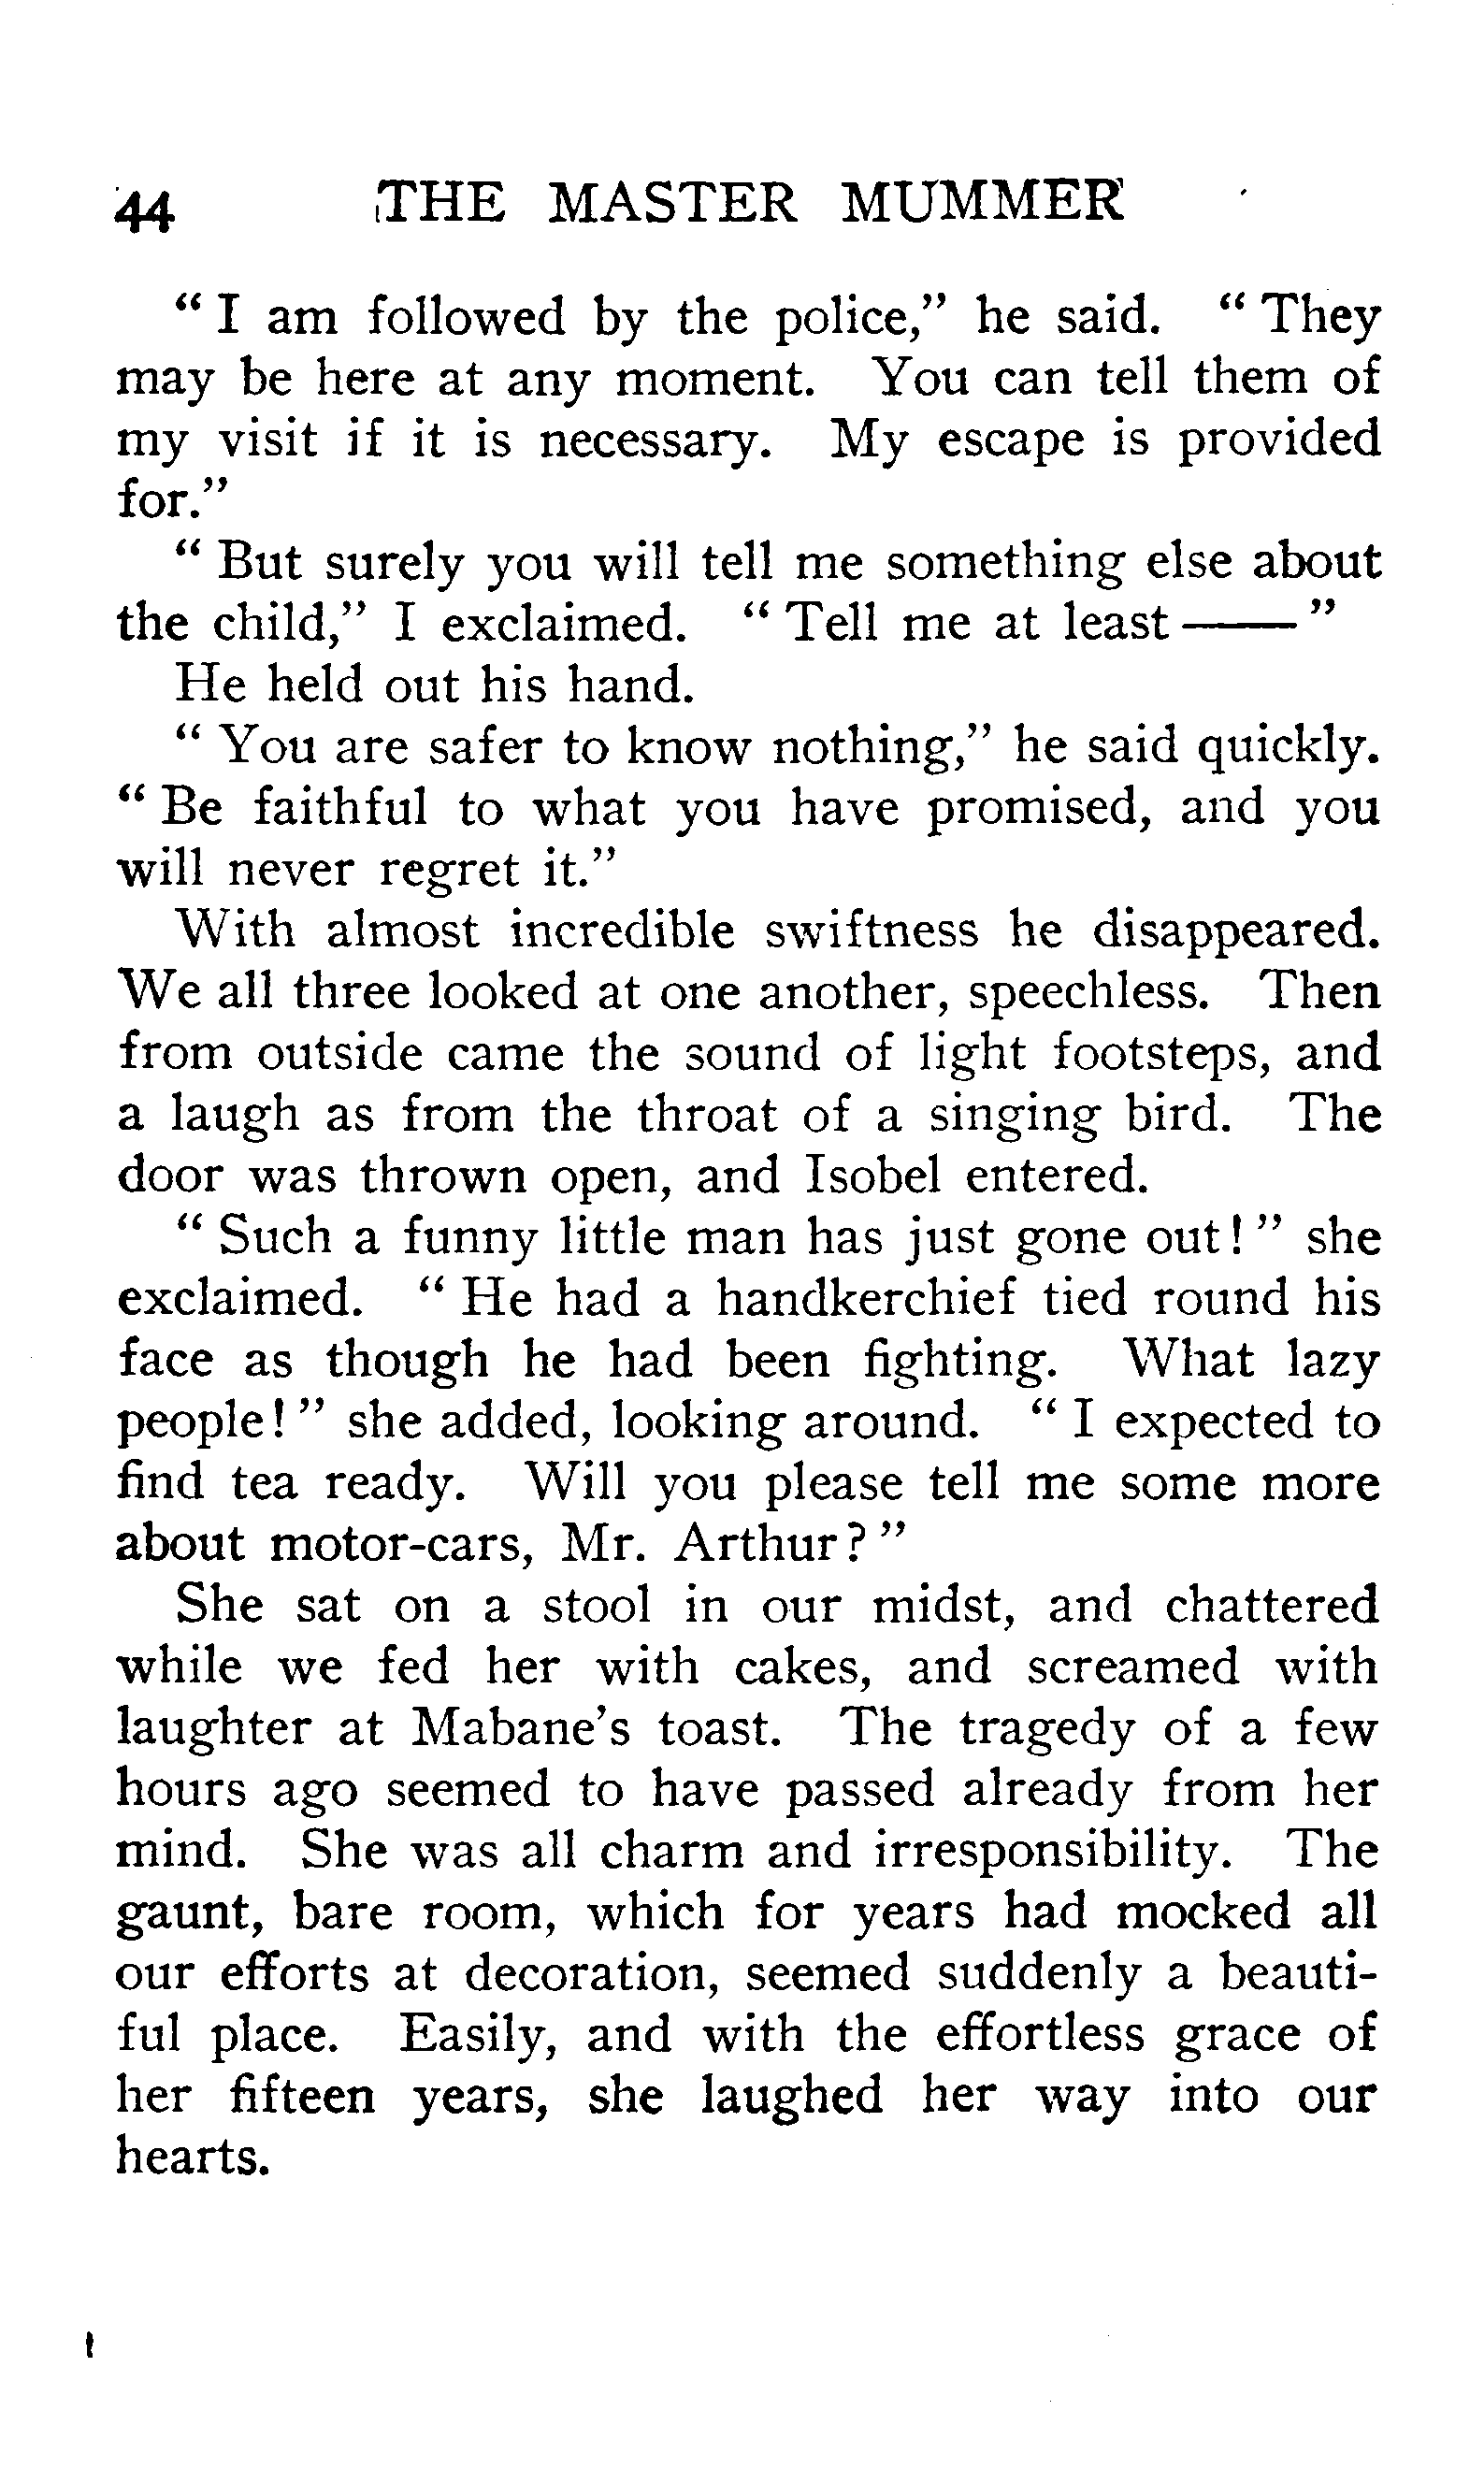 44 THE MASTER MUMMER
" I am followed by the police," he said. " They
may be here at any moment. You can tell them of
my visit if it is necessary. My escape is provided
for."
" But surely you will tell me something else about
the child," I exclaimed. " Tell me at least —— "
He held out his hand.
" You are safer to know nothing," he said quickly.
" Be faithful to what you have promised, and you
will never regret it."
With almost incredible swiftness he disappeared.
We all three looked at one another, speechless. Then
from outside came the sound of light footsteps, and
a laugh as from the throat of a singing bird. The
door was thrown open, and Isobel entered.
" Such a funny little man has just gone out! " she
exclaimed. " He had a handkerchief tied round his
face as though he had been fighting. What lazy
people! " she added, looking around. " I expected to
find tea ready. Will you please tell me some more
about motor-cars, Mr. Arthur? "
She sat on a stool in our midst, and chattered
while we fed her with cakes, and screamed with
laughter at Mabane's toast. The tragedy of a few
hours ago seemed to have passed already from her
mind. She was all charm and irresponsibility. The
gaunt, bare room, which for years had mocked all
our efforts at decoration, seemed suddenly a beauti-
ful place. Easily, and with the effortless grace of
her fifteen years, she laughed her way into our
hearts.